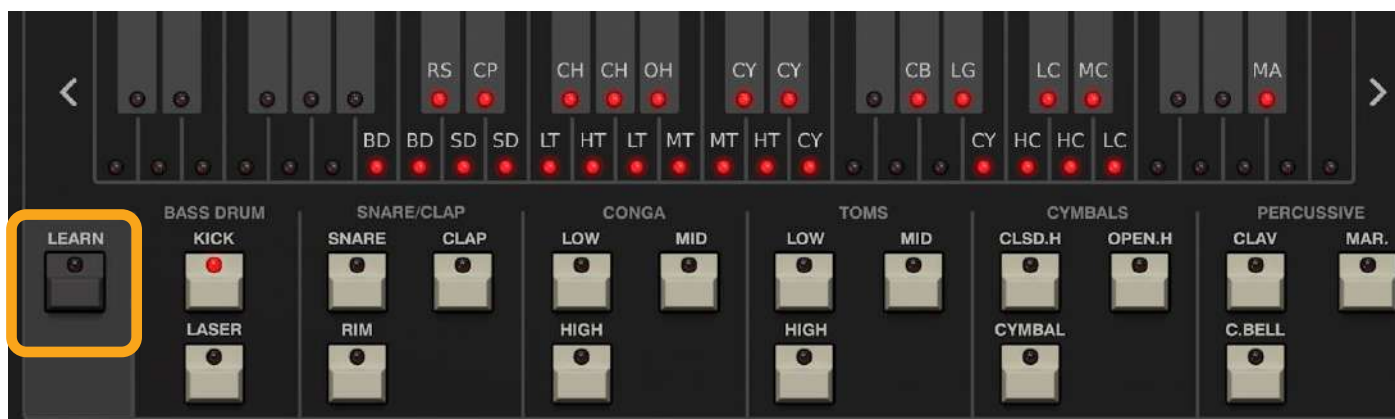 RS CP CH CH OH CY CY CB LG LC MC MA
BD BD SD SD LT HT LT MT MT HT CY CY HC HC LC
BASS DRUM SNARE/CLAP CONGA TOMS CYMBALS PERCUSSIVE
LEARN KICK SNARE CLAP LOW MID LOW MID CLSD.H OPEN.H CLAV MAR.
LASER RIM HIGH HIGH CYMBAL C.BELL